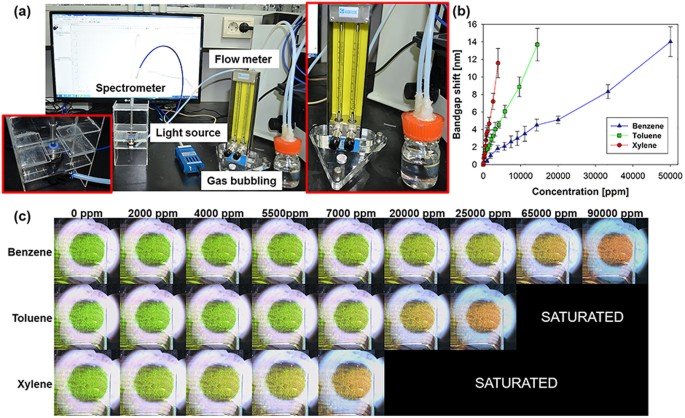 (a)
Flow meter
Spectrometer
Light source
Gas bubbling
(b)
Bandgap shift [nm]
16
14
12
10
8
6
4
2
0
Benzene
Toluene
Xylene
0 10000 20000 30000 40000 50000
Concentration [ppm]
(c)
0 ppm 2000 ppm 4000 ppm 5500ppm 7000 ppm 20000 ppm 25000 ppm 65000 ppm 90000 ppm
Benzene
Toluene
SATURATED
Xylene
SATURATED